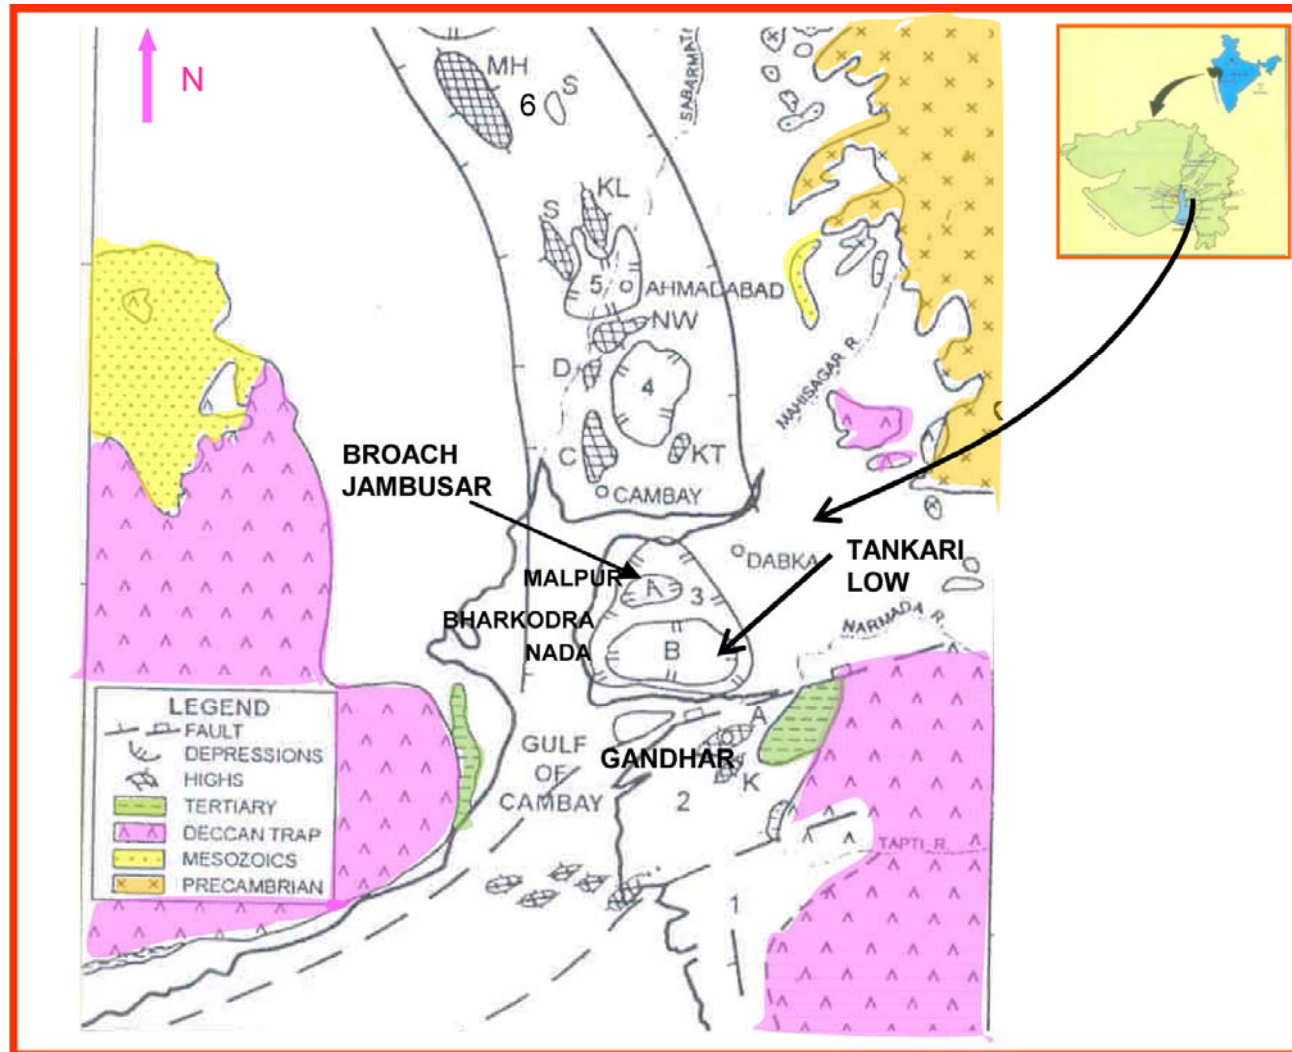 N
MH
S
6
SABARMATI
KL
S
5
AHMADABAD
NW
D
4
MAHISAGAR R.
BROACH
JAMBUSAR
C
KT
CAMBAY
DABKA
TANKARI
LOW
MALPUR
A
3
BHARKODRA
NADA
B
NARMADA R.
LEGEND
FAULT
DEPRESSIONS
HIGHS
TERTIARY
DECCAN TRAP
MESOZOICS
PRECAMBRIAN
GULF
OF
CAMBAY
A
GANDHAR
K
2
TAPTI R.
1